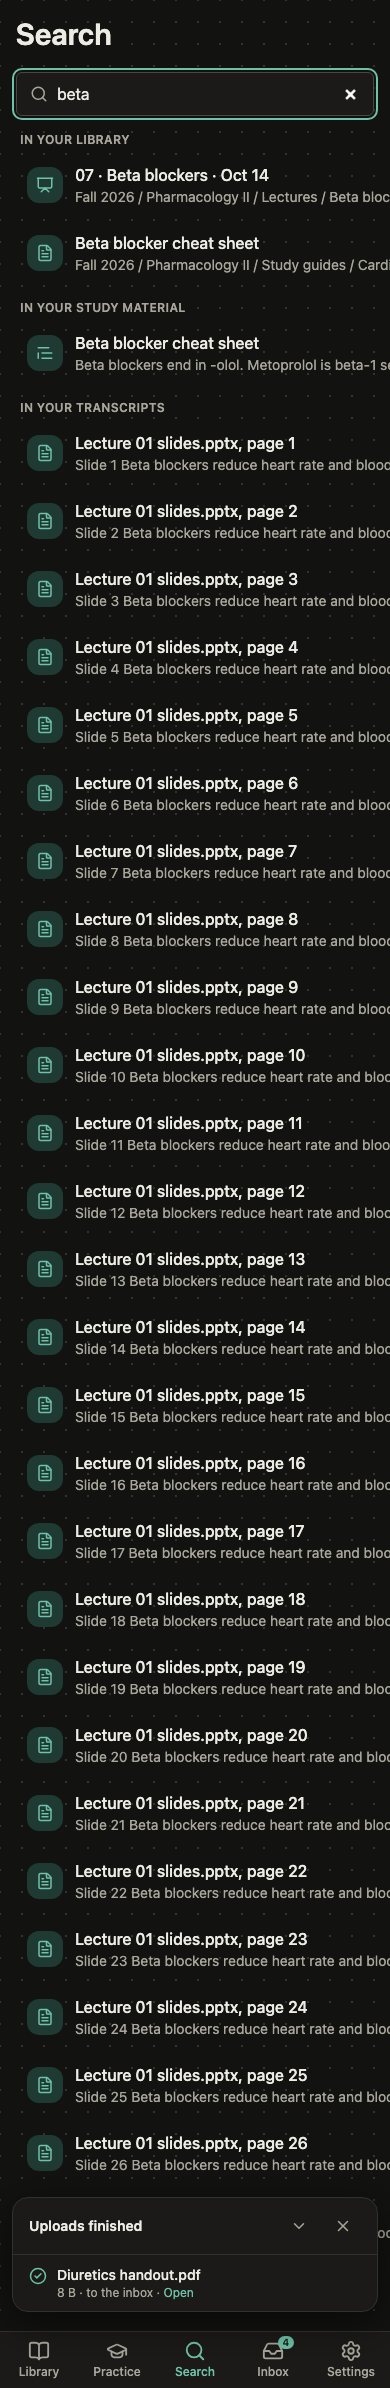 Search
beta
IN YOUR LIBRARY
07 · Beta blockers · Oct 14
Fall 2026 / Pharmacology II / Lectures / Beta bloc
Beta blocker cheat sheet
Fall 2026 / Pharmacology II / Study guides / Cardi
IN YOUR STUDY MATERIAL
Beta blocker cheat sheet
Beta blockers end in -olol. Metoprolol is beta-1 se
IN YOUR TRANSCRIPTS
Lecture 01 slides.pptx, page 1
Slide 1 Beta blockers reduce heart rate and blood
Lecture 01 slides.pptx, page 2
Slide 2 Beta blockers reduce heart rate and blood
Lecture 01 slides.pptx, page 3
Slide 3 Beta blockers reduce heart rate and blood
Lecture 01 slides.pptx, page 4
Slide 4 Beta blockers reduce heart rate and blood
Lecture 01 slides.pptx, page 5
Slide 5 Beta blockers reduce heart rate and blood
Lecture 01 slides.pptx, page 6
Slide 6 Beta blockers reduce heart rate and blood
Lecture 01 slides.pptx, page 7
Slide 7 Beta blockers reduce heart rate and blood
Lecture 01 slides.pptx, page 8
Slide 8 Beta blockers reduce heart rate and blood
Lecture 01 slides.pptx, page 9
Slide 9 Beta blockers reduce heart rate and blood
Lecture 01 slides.pptx, page 10
Slide 10 Beta blockers reduce heart rate and bloo
Lecture 01 slides.pptx, page 11
Slide 11 Beta blockers reduce heart rate and bloo
Lecture 01 slides.pptx, page 12
Slide 12 Beta blockers reduce heart rate and bloo
Lecture 01 slides.pptx, page 13
Slide 13 Beta blockers reduce heart rate and bloo
Lecture 01 slides.pptx, page 14
Slide 14 Beta blockers reduce heart rate and bloo
Lecture 01 slides.pptx, page 15
Slide 15 Beta blockers reduce heart rate and bloo
Lecture 01 slides.pptx, page 16
Slide 16 Beta blockers reduce heart rate and bloo
Lecture 01 slides.pptx, page 17
Slide 17 Beta blockers reduce heart rate and bloo
Lecture 01 slides.pptx, page 18
Slide 18 Beta blockers reduce heart rate and bloo
Lecture 01 slides.pptx, page 19
Slide 19 Beta blockers reduce heart rate and bloo
Lecture 01 slides.pptx, page 20
Slide 20 Beta blockers reduce heart rate and bloo
Lecture 01 slides.pptx, page 21
Slide 21 Beta blockers reduce heart rate and bloo
Lecture 01 slides.pptx, page 22
Slide 22 Beta blockers reduce heart rate and bloo
Lecture 01 slides.pptx, page 23
Slide 23 Beta blockers reduce heart rate and bloo
Lecture 01 slides.pptx, page 24
Slide 24 Beta blockers reduce heart rate and bloo
Lecture 01 slides.pptx, page 25
Slide 25 Beta blockers reduce heart rate and bloo
Lecture 01 slides.pptx, page 26
Slide 26 Beta blockers reduce heart rate and bloo
Uploads finished
Diuretics handout.pdf
8 B · to the inbox · Open
4
Library Practice Search Inbox Settings